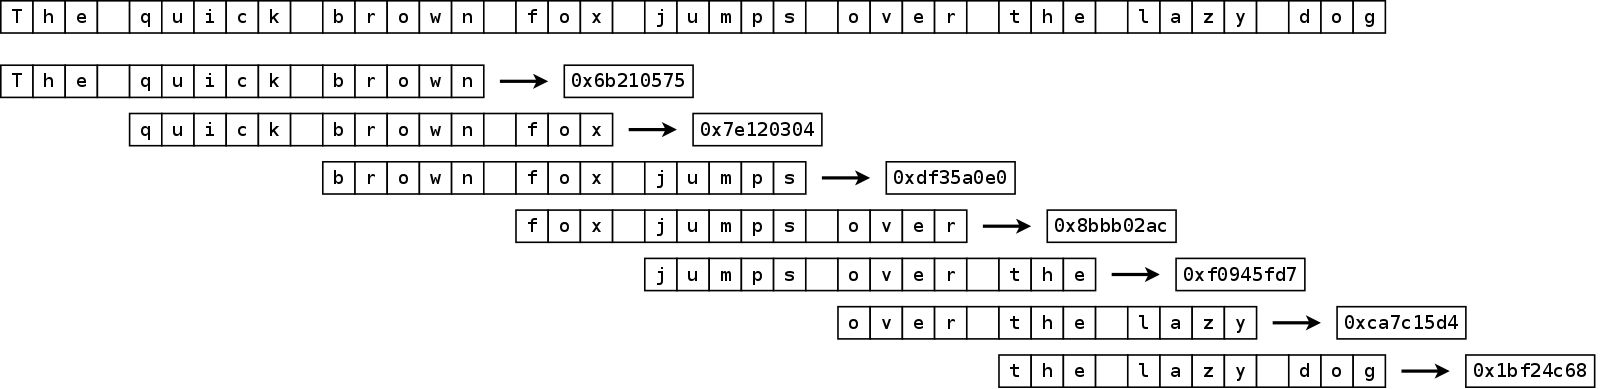 The quick brown fox jumps over the lazy dog
The quick brown 0x6b210575
quick brown fox 0x7e120304
brown fox jumps 0xdf35a0e0
fox jumps over 0x8bbb02ac
jumps over the 0xf0945fd7
over the lazy 0xca7c15d4
the lazy dog 0x1bf24c68